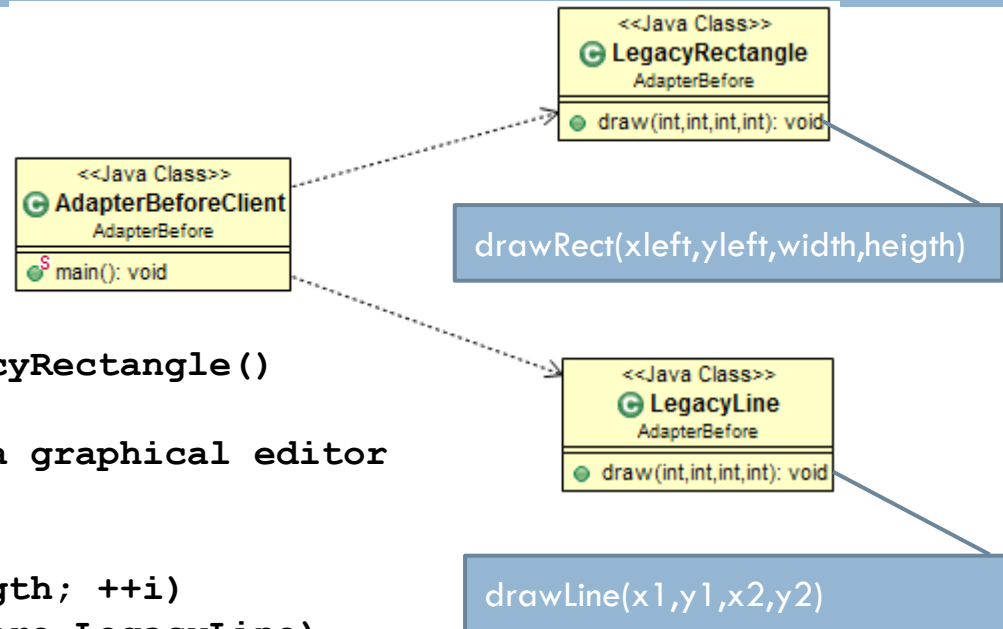 <<Java Class>>
LegacyRectangle
AdapterBefore
draw(int,int,int,int): void
<<Java Class>>
AdapterBeforeClient
AdapterBefore
main(): void
drawRect(xleft,yleft,width,heigth)
cyRectangle()
<<Java Class>>
LegacyLine
AdapterBefore
draw(int,int,int,int): void
a graphical editor
gth; ++i)
drawLine(x1,y1,x2,y2)